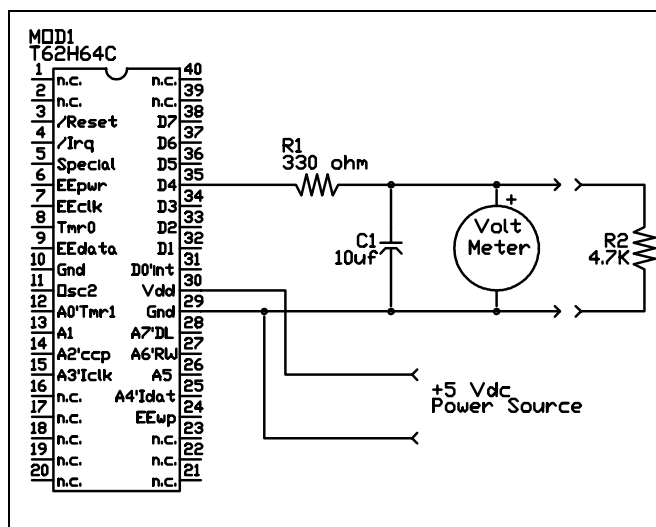 MOD1
T62H64C
1 n.c. n.c. 40
2 n.c. n.c. 39
3 /Reset D7 38
4 /Irq D6 37
5 Special D5 36
6 EEpwr D4 35
7 EEclk D3 34
8 Tmr0 D2 33
9 EEdata D1 32
10 Gnd D0'Int 31
11 Osc2 Vdd 30
12 A0'Tmr1 Gnd 29
13 A1 A7'DL 28
14 A2'ccp A6'RW 27
15 A3'Iclk A5 26
16 n.c. A4'Idat 25
17 n.c. EEwp 24
18 n.c. n.c. 23
19 n.c. n.c. 22
20 n.c. n.c. 21
R1
330 ohm
C1
10uf
+
Volt
Meter
R2
4.7K
+5 Vdc
Power Source